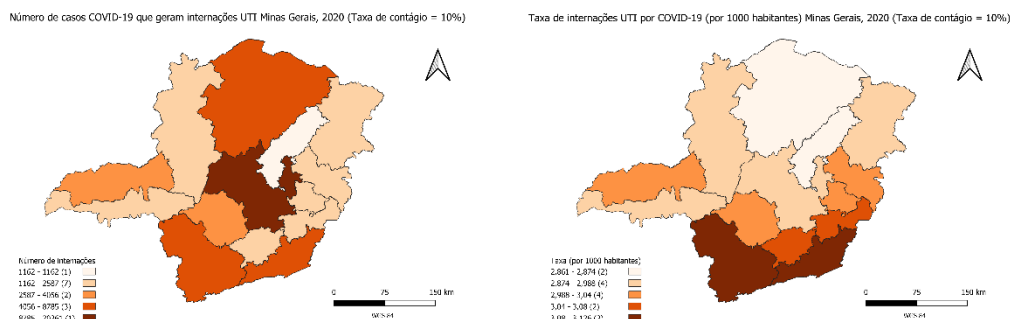 Número de casos COVID-19 que geram internações UTI Minas Gerais, 2020 (Taxa de contágio = 10%)
Número de internações
1162 - 1162 (1)
1162 - 2587 (7)
2587 - 4056 (2)
4056 - 8785 (3)
0 75 150 km
Taxa de internações UTI por COVID-19 (por 1000 habitantes) Minas Gerais, 2020 (Taxa de contágio = 10%)
Taxa (por 1000 habitantes)
2,861 - 2,874 (2)
2,874 - 2,988 (4)
2,988 - 3,04 (4)
3,04 - 3,08 (2)
0 75 150 km